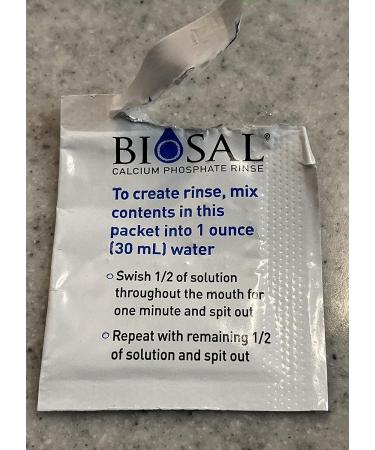 BIOSAL®
CALCIUM PHOSPHATE RINSE
To create rinse, mix
contents in this
packet into 1 ounce
(30 mL) water
Swish 1/2 of solution
throughout the mouth for
one minute and spit out
Repeat with remaining 1/2
of solution and spit out